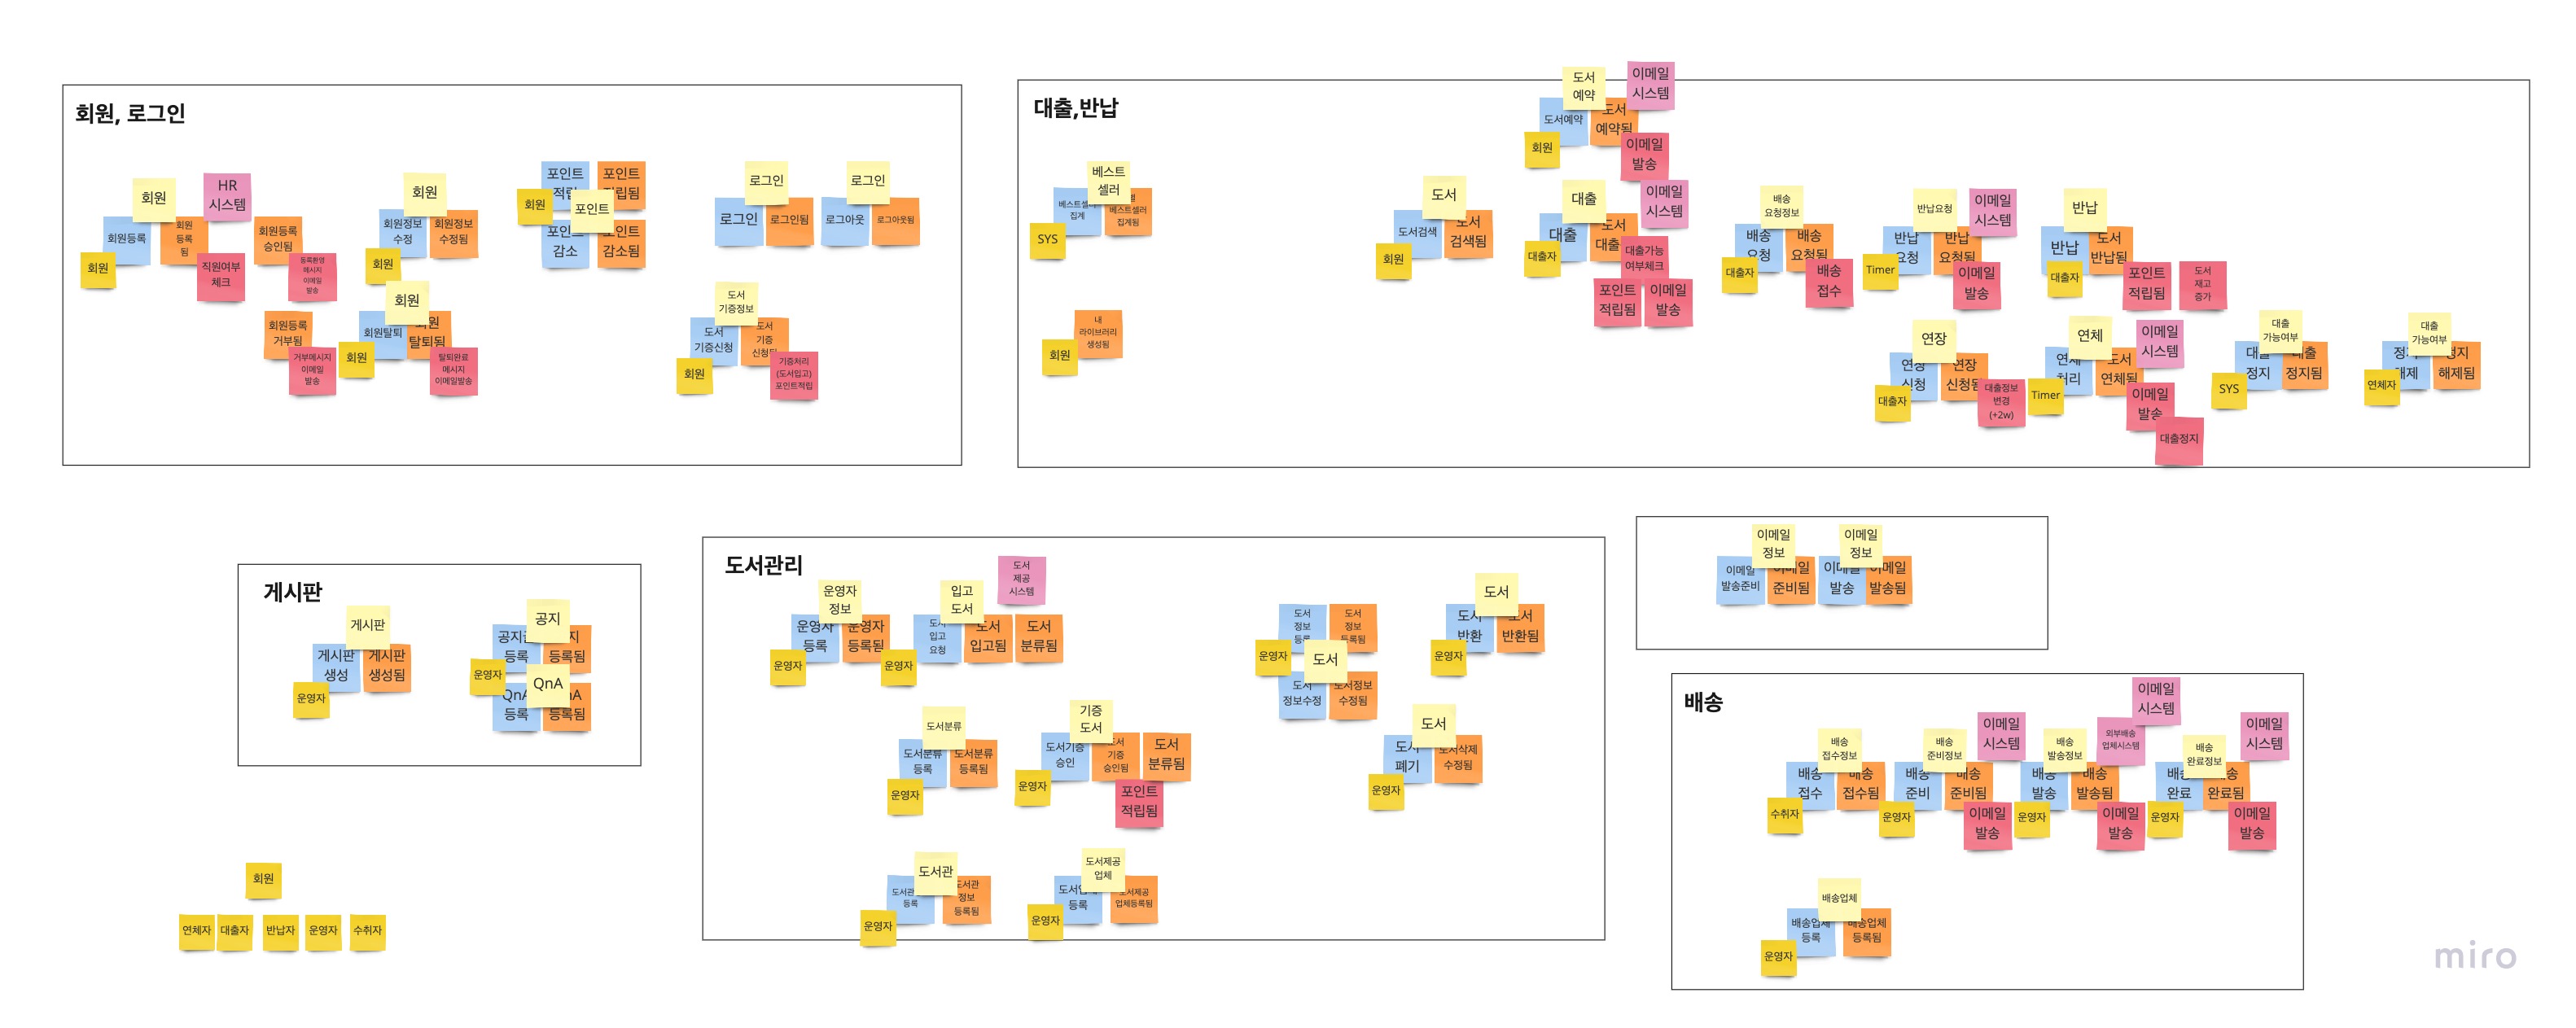 회원, 로그인
회원
HR
시스템
회원등록
회원
등록
됨
회원등록
승인됨
회원
직원여부
체크
등록환영
메시지
이메일
발송
회원등록
거부됨
거부메시지
이메일
발송
회원
회원정보
수정
회원정보
수정됨
회원
회원
회원탈퇴
회원
탈퇴됨
회원
탈퇴완료
메시지
이메일발송
포인트
포인트
회원
포인트
감소
감소됨
로그인
로그인
로그인됨
로그인
로그아웃
로그아웃됨
도서
기증정보
도서
기증신청
도서
기증
회원
기증처리
(도서입고)
포인트적립
대출,반납
베스트
셀러
베스트셀러
집계
베스트셀러
집계됨
SYS
내
라이브러리
생성됨
회원
도서
도서검색
도서
검색됨
회원
도서
예약
이메일
시스템
도서예약
도서
예약됨
회원
이메일
발송
대출
이메일
시스템
대출
도서
대출자
대출가능
여부체크
포인트
적립됨
이메일
발송
배송
요청정보
배송
요청
배송
요청됨
대출자
배송
접수
반납요청
이메일
시스템
반납
요청
반납
요청됨
Timer
이메일
발송
반납
반납
도서
반납됨
대출자
포인트
적립됨
도서
재고
증가
연장
연장
신청
연장
신청됨
대출자
대출정보
변경
(+2w)
연체
이메일
시스템
도서
연체됨
Timer
이메일
발송
대출정지
대출
가능여부
정지
정지됨
SYS
대출
가능여부
해제됨
연체자
게시판
게시판
게시판
생성
게시판
생성됨
운영자
공지
등록
등록됨
운영자
QnA
QnA
등록
등록됨
회원
연체자
대출자
반납자
운영자
수취자
도서관리
운영자
정보
운영자
등록
운영자
등록됨
운영자
입고
도서
도서
제공
시스템
도서
입고
요청
도서
입고됨
도서
분류됨
운영자
도서분류
도서분류
등록
도서분류
등록됨
운영자
기증
도서
도서기증
승인
도서
기증
승인됨
도서
분류됨
운영자
포인트
적립됨
도서관
도서관
등록
도서관
정보
등록됨
운영자
도서제공
업체
등록
도서제공
업체등록됨
운영자
도서
정보
도서
정보
등록됨
운영자
도서
도서
정보수정
도서정보
수정됨
도서
도서
반환
도서
반환됨
운영자
도서
도서
폐기
도서삭제
수정됨
운영자
이메일
정보
이메일
발송준비
이메일
준비됨
이메일
정보
이메일
발송
이메일
발송됨
배송
배송
접수정보
배송
접수
배송
접수됨
수취자
배송
준비정보
이메일
시스템
배송
준비
배송
준비됨
운영자
이메일
발송
배송
발송정보
외부배송
업체시스템
이메일
시스템
배송
발송
배송
발송됨
운영자
이메일
발송
배송
완료정보
이메일
시스템
배송
완료
배송
완료됨
운영자
이메일
발송
배송업체
배송업체
등록
배송업체
등록됨
운영자
miro